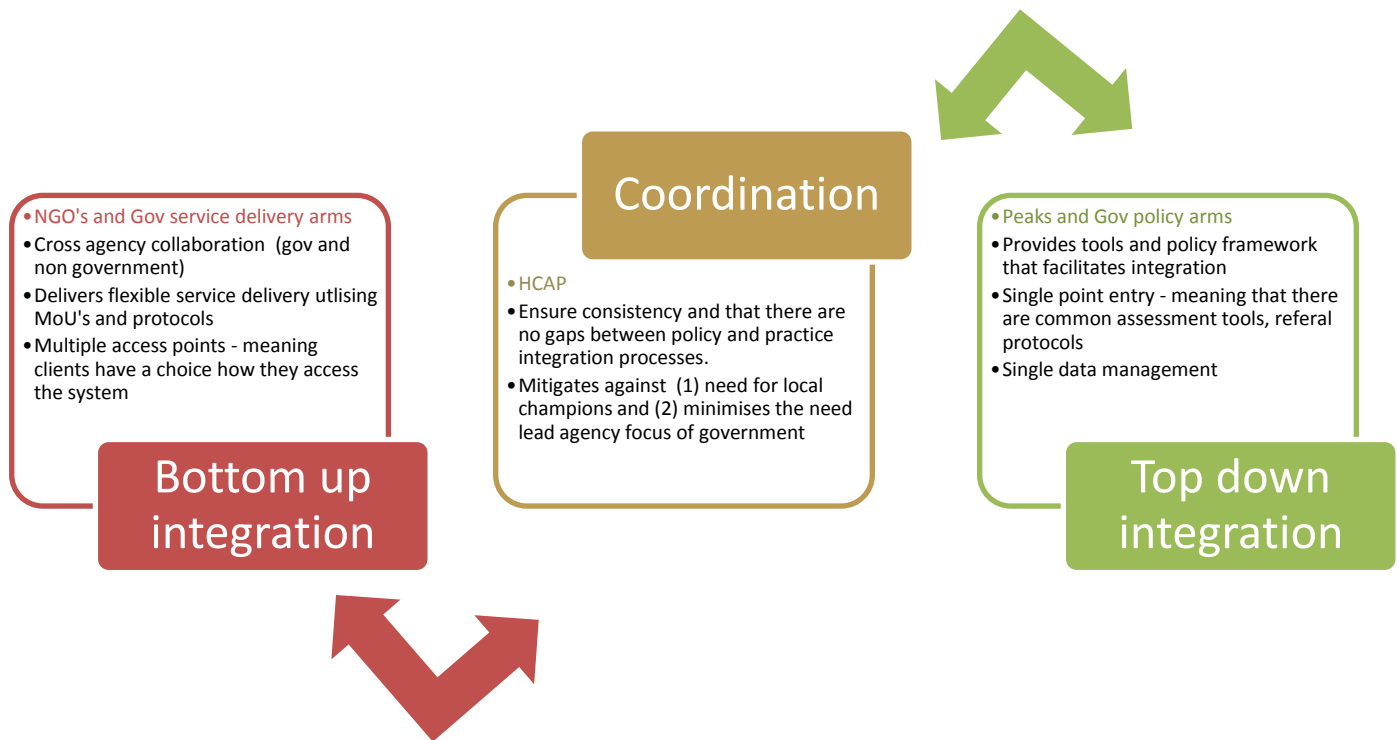 •NGO's and Gov service delivery arms
•Cross agency collaboration (gov and
non government)
•Delivers flexible service delivery utlising
MoU's and protocols
•Multiple access points - meaning
clients have a choice how they access
the system
Bottom up
integration
Coordination
•HCAP
•Ensure consistency and that there are
no gaps between policy and practice
integration processes.
•Mitigates against (1) need for local
champions and (2) minimises the need
lead agency focus of government
•Peaks and Gov policy arms
•Provides tools and policy framework
that facilitates integration
•Single point entry - meaning that there
are common assessment tools, referal
protocols
•Single data management
Top down
integration